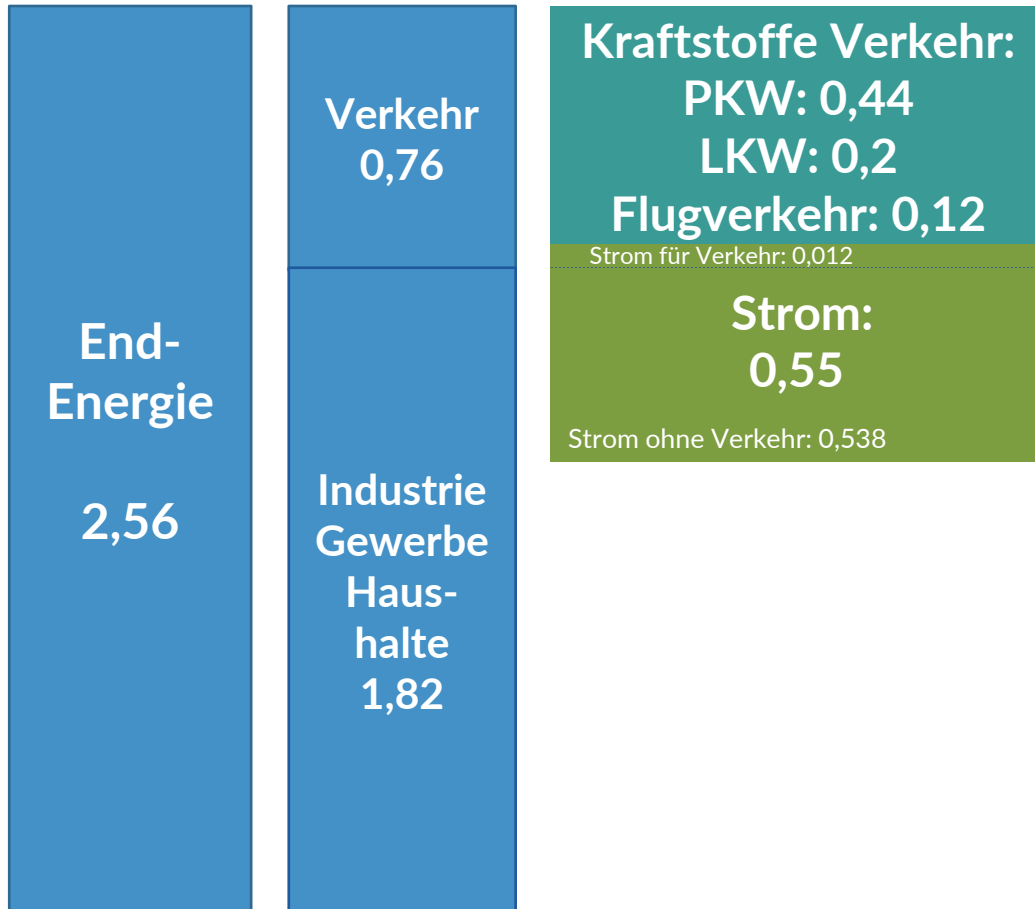 End-
Energie
2,56
Verkehr
0,76
Industrie
Gewerbe
Haus-
halte
1,82
Kraftstoffe Verkehr:
PKW: 0,44
LKW: 0,2
Flugverkehr: 0,12
Strom für Verkehr: 0,012
Strom:
0,55
Strom ohne Verkehr: 0,538